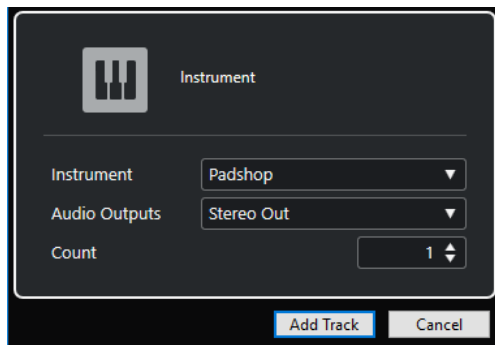 Instrument
Instrument Padshop
Audio Outputs Stereo Out
Count 1
Add Track Cancel